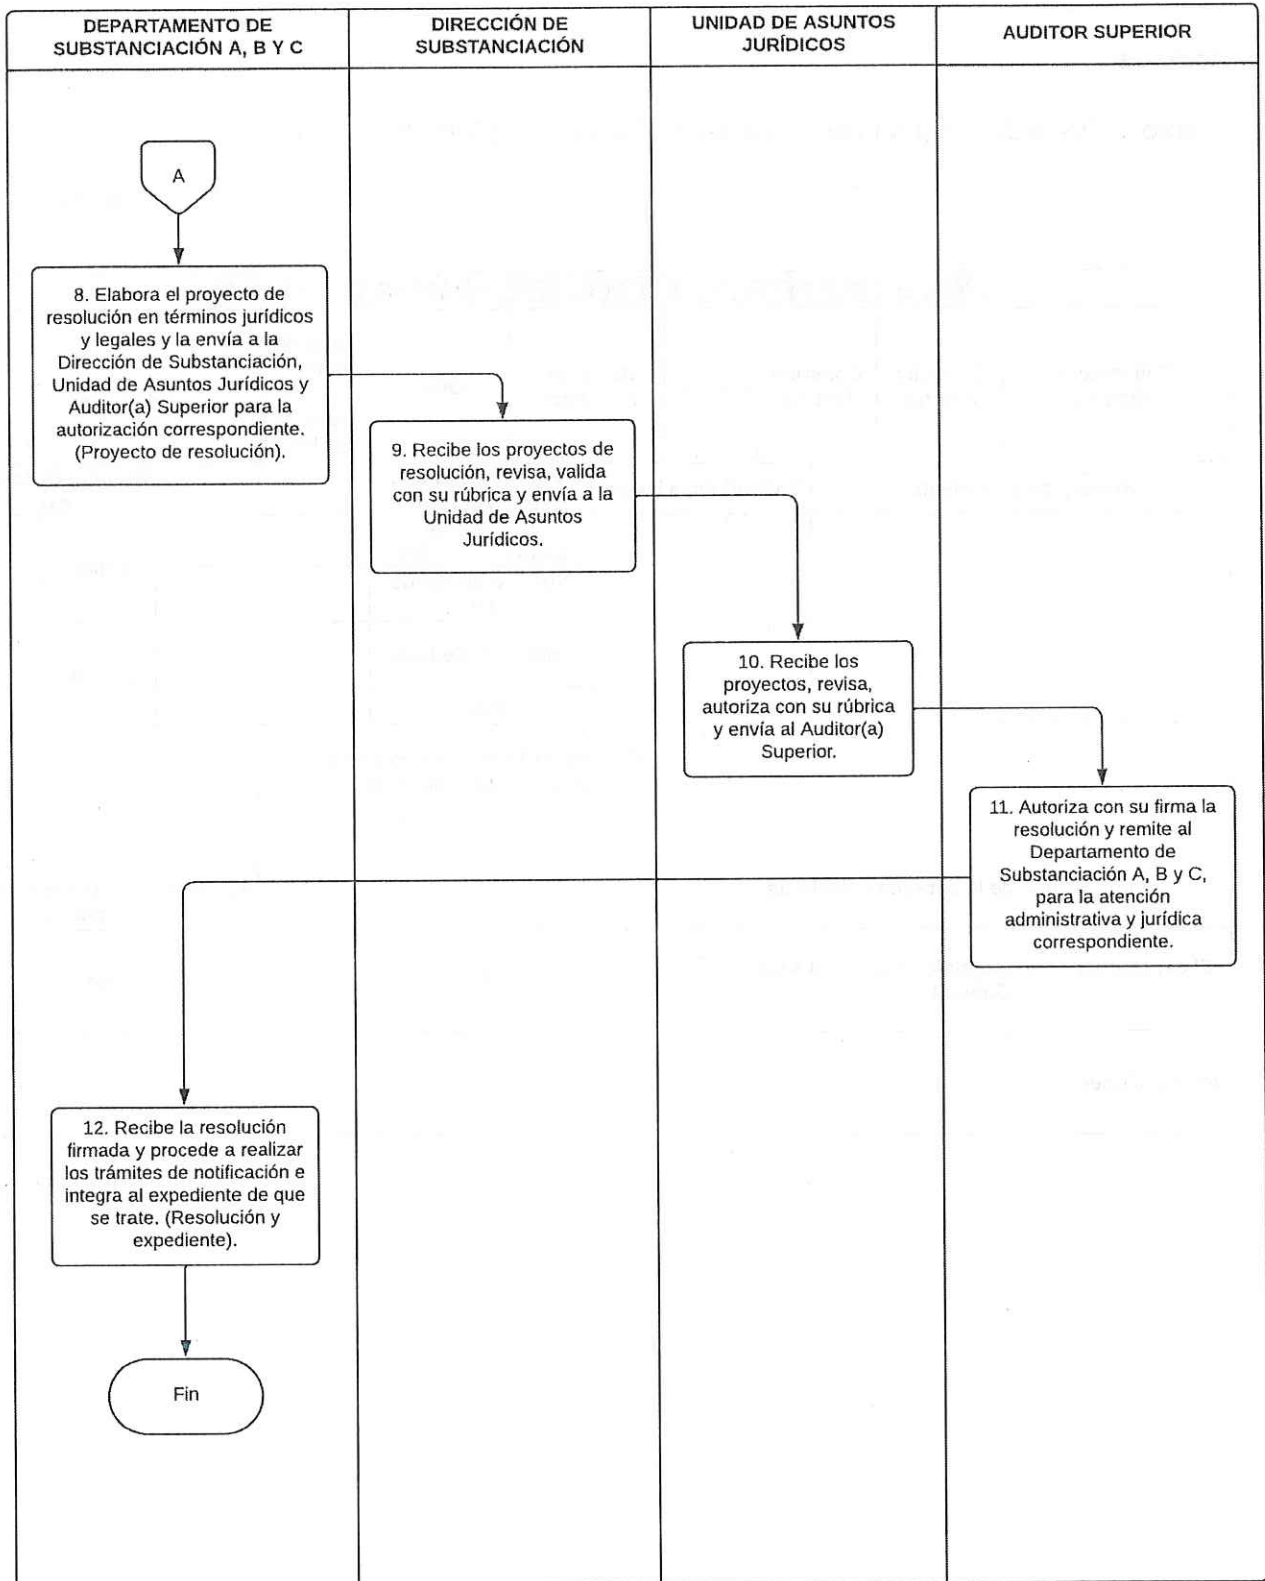 DEPARTAMENTO DE
SUBSTANCIACIÓN A, B Y C
DIRECCIÓN DE
SUBSTANCIACIÓN
UNIDAD DE ASUNTOS
JURÍDICOS
AUDITOR SUPERIOR
A
8. Elabora el proyecto de
resolución en términos jurídicos
y legales y la envía a la
Dirección de Substanciación,
Unidad de Asuntos Jurídicos y
Auditor(a) Superior para la
autorización correspondiente.
(Proyecto de resolución).
9. Recibe los proyectos de
resolución, revisa, valida
con su rúbrica y envía a la
Unidad de Asuntos
Jurídicos.
10. Recibe los
proyectos, revisa,
autoriza con su rúbrica
y envía al Auditor(a)
Superior.
11. Autoriza con su firma la
resolución y remite al
Departamento de
Substanciación A, B y C,
para la atención
administrativa y jurídica
correspondiente.
12. Recibe la resolución
firmada y procede a realizar
los trámites de notificación e
integra al expediente de que
se trate. (Resolución y
expediente).
Fin